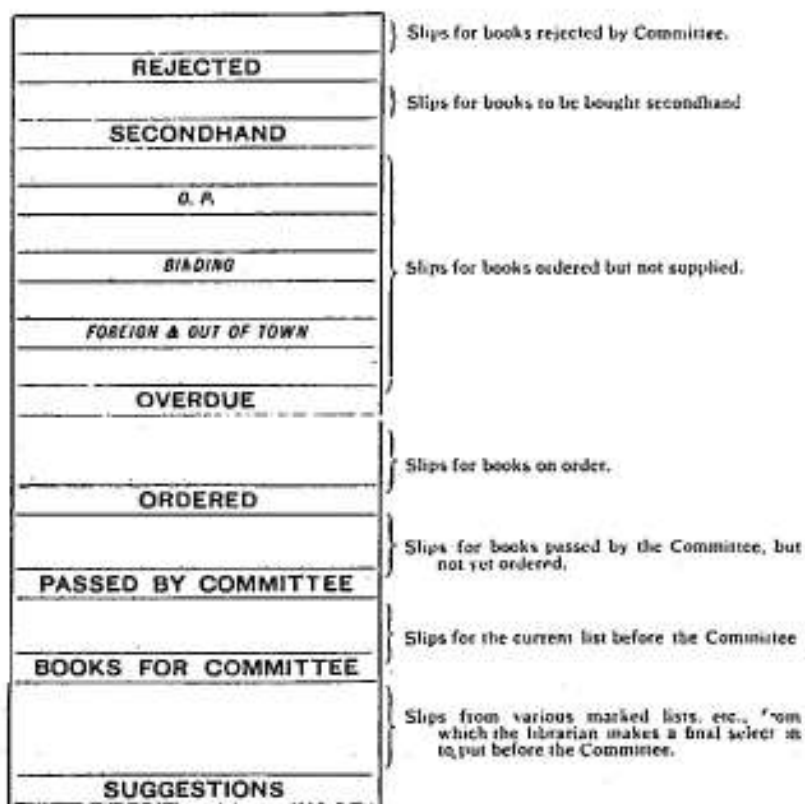 Slips for books rejected by Committee.
REJECTED
Slips for books to be bought secondhand
SECONDHAND
O. P.
BINDING
Slips for books ordered but not supplied.
FOREIGN & OUT OF TOWN
OVERDUE
Slips for books on order.
ORDERED
Slips for books passed by the Committee, but
not yet ordered.
PASSED BY COMMITTEE
Slips for the current list before the Committee
BOOKS FOR COMMITTEE
Slips from various marked lists, etc., from
which the librarian makes a final
to put before the Committee.
SUGGESTIONS